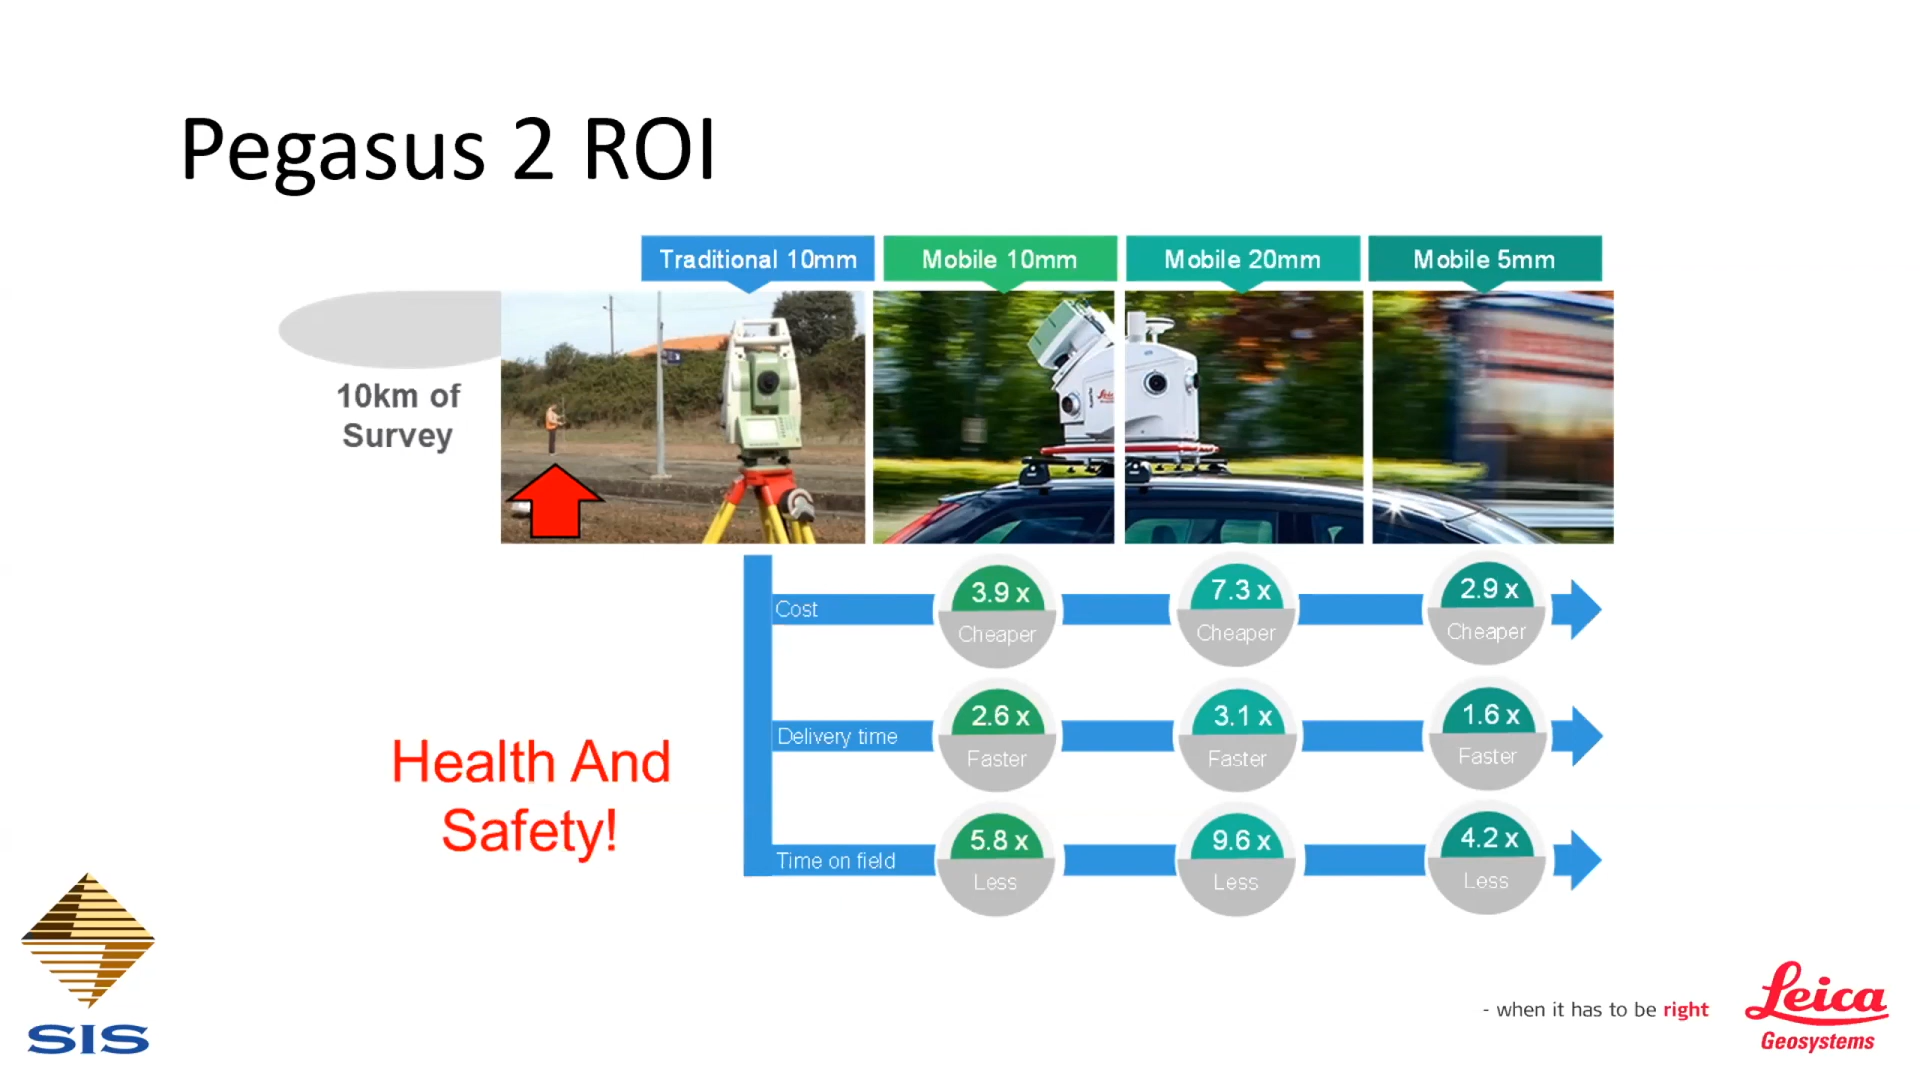 Pegasus 2 ROI
Traditional 10mm
Mobile 10mm
Mobile 20mm
Mobile 5mm
10km of
Survey
Leica
Cost
3.9 x
Cheaper
7.3 x
Cheaper
2.9 x
Cheaper
Delivery time
2.6 x
Faster
3.1 x
Faster
1.6 x
Faster
Time on field
5.8 x
Less
9.6 x
Less
4.2 x
Less
Health And
Safety!
SIS
- when it has to be right
Leica
Geosystems